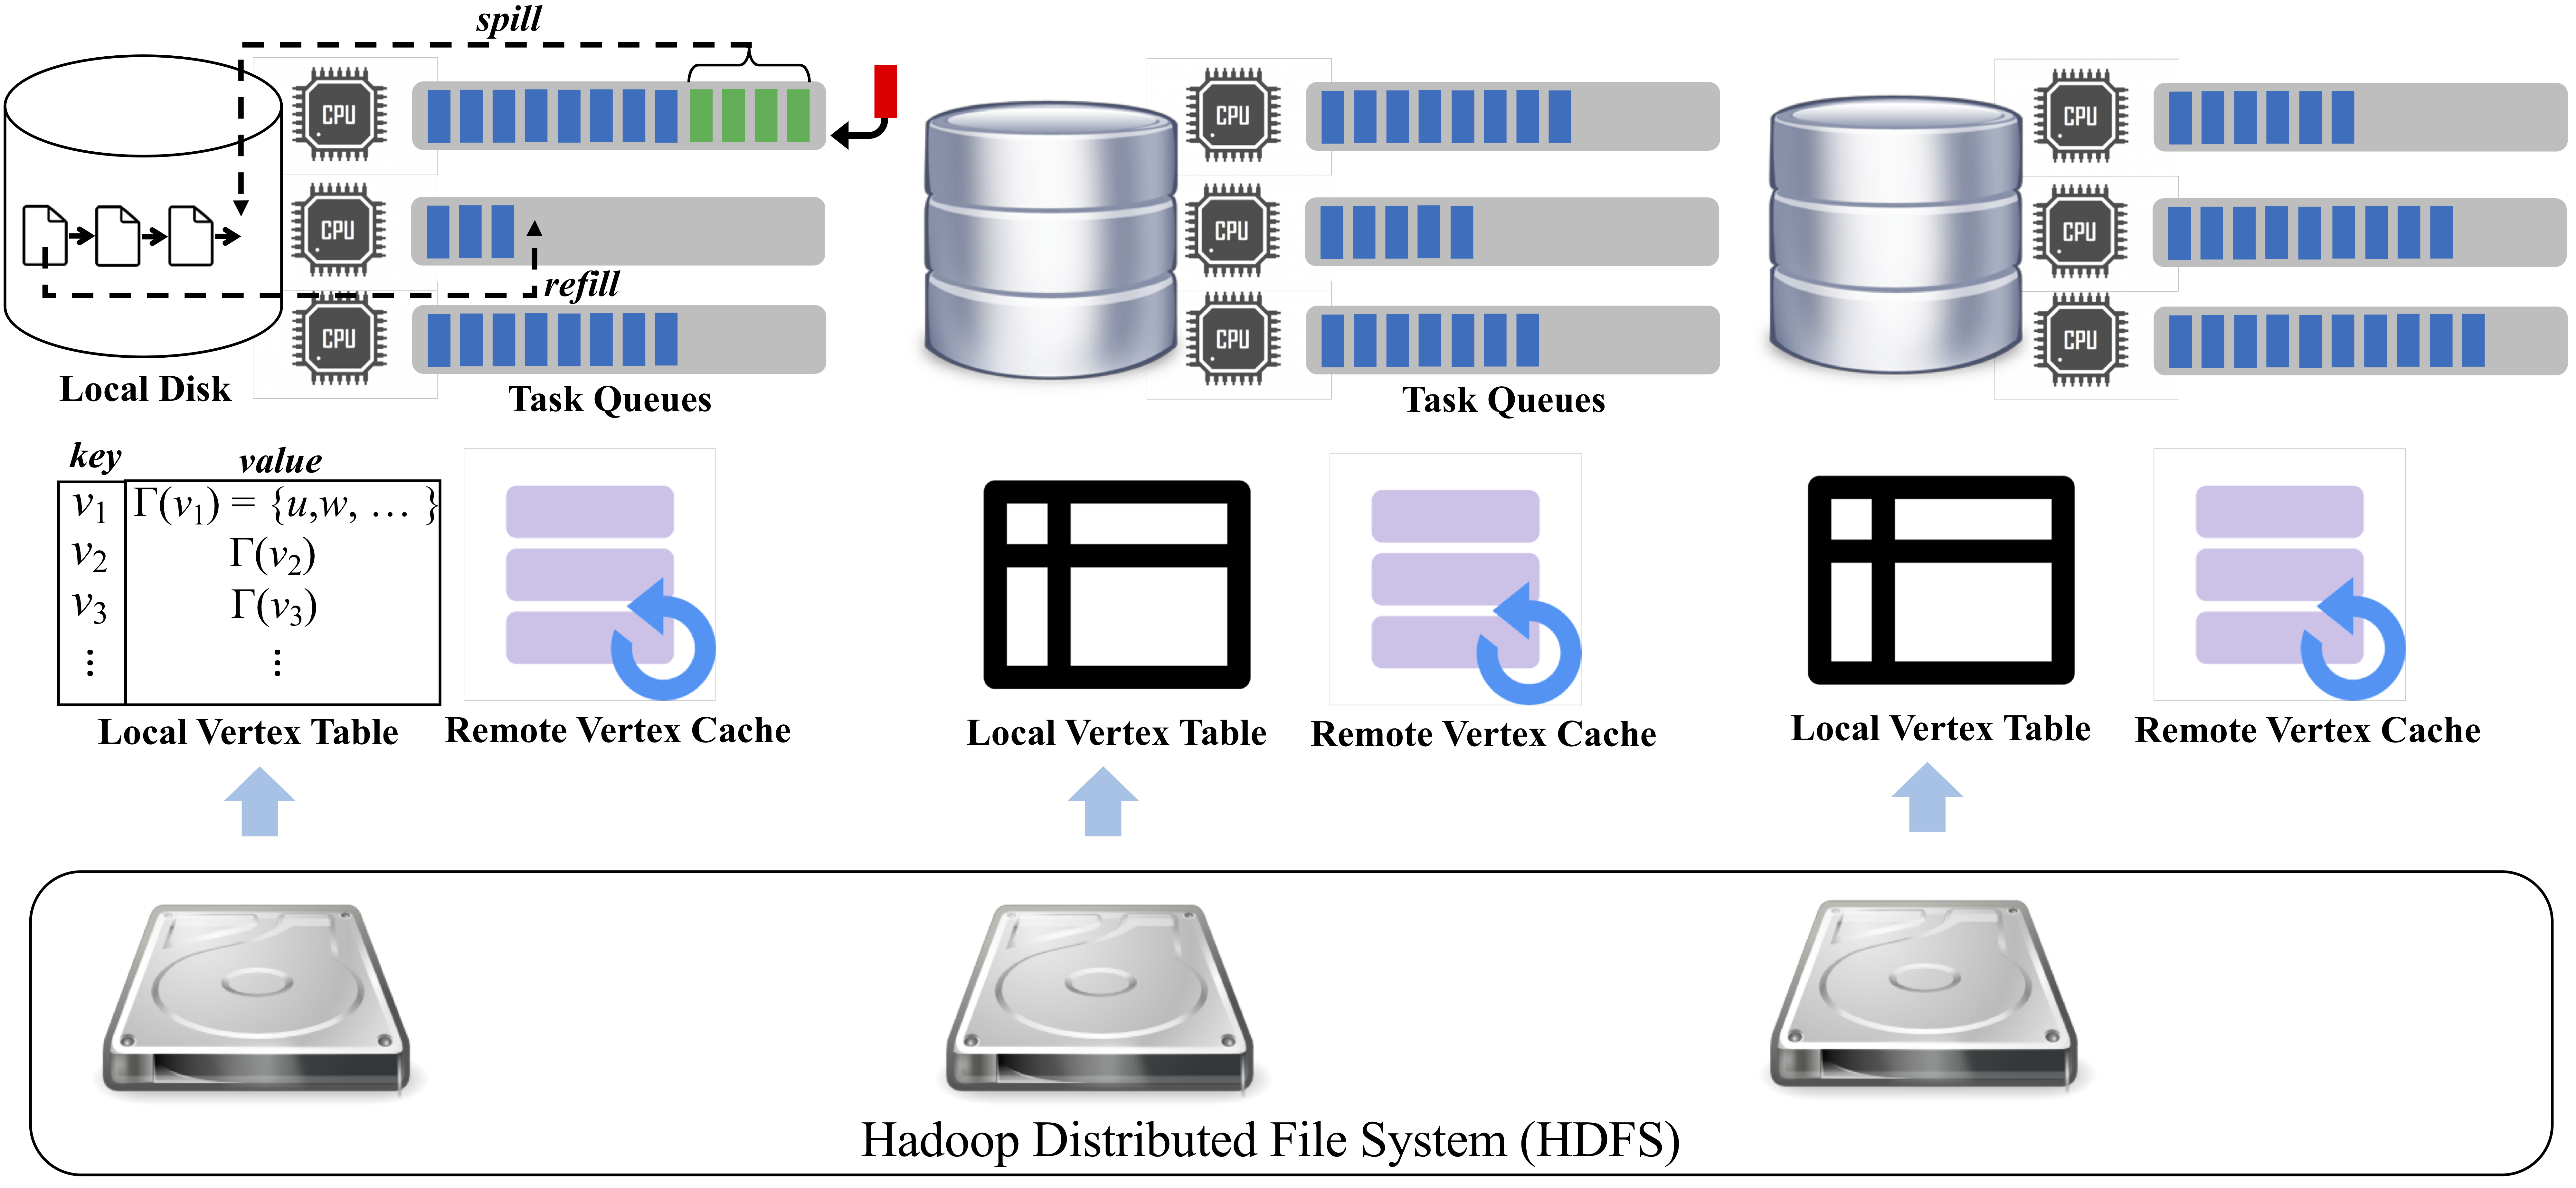 spill
CPU
CPU
CPU
CPU
CPU
CPU
refill
CPU
CPU
CPU
Local Disk
Task Queues
Task Queues
key value
v1 Γ(v1) = {u,w, … }
v2 Γ(v2)
v3 Γ(v3)
⋮ ⋮
Local Vertex Table
Remote Vertex Cache
Local Vertex Table
Remote Vertex Cache
Local Vertex Table
Remote Vertex Cache
Hadoop Distributed File System (HDFS)